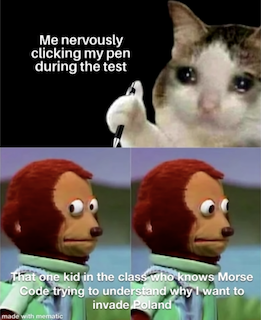 Me nervously
clicking my pen
during the test
That one kid in the class who knows Morse
Code trying to understand why I want to
invade Poland
made with mematic